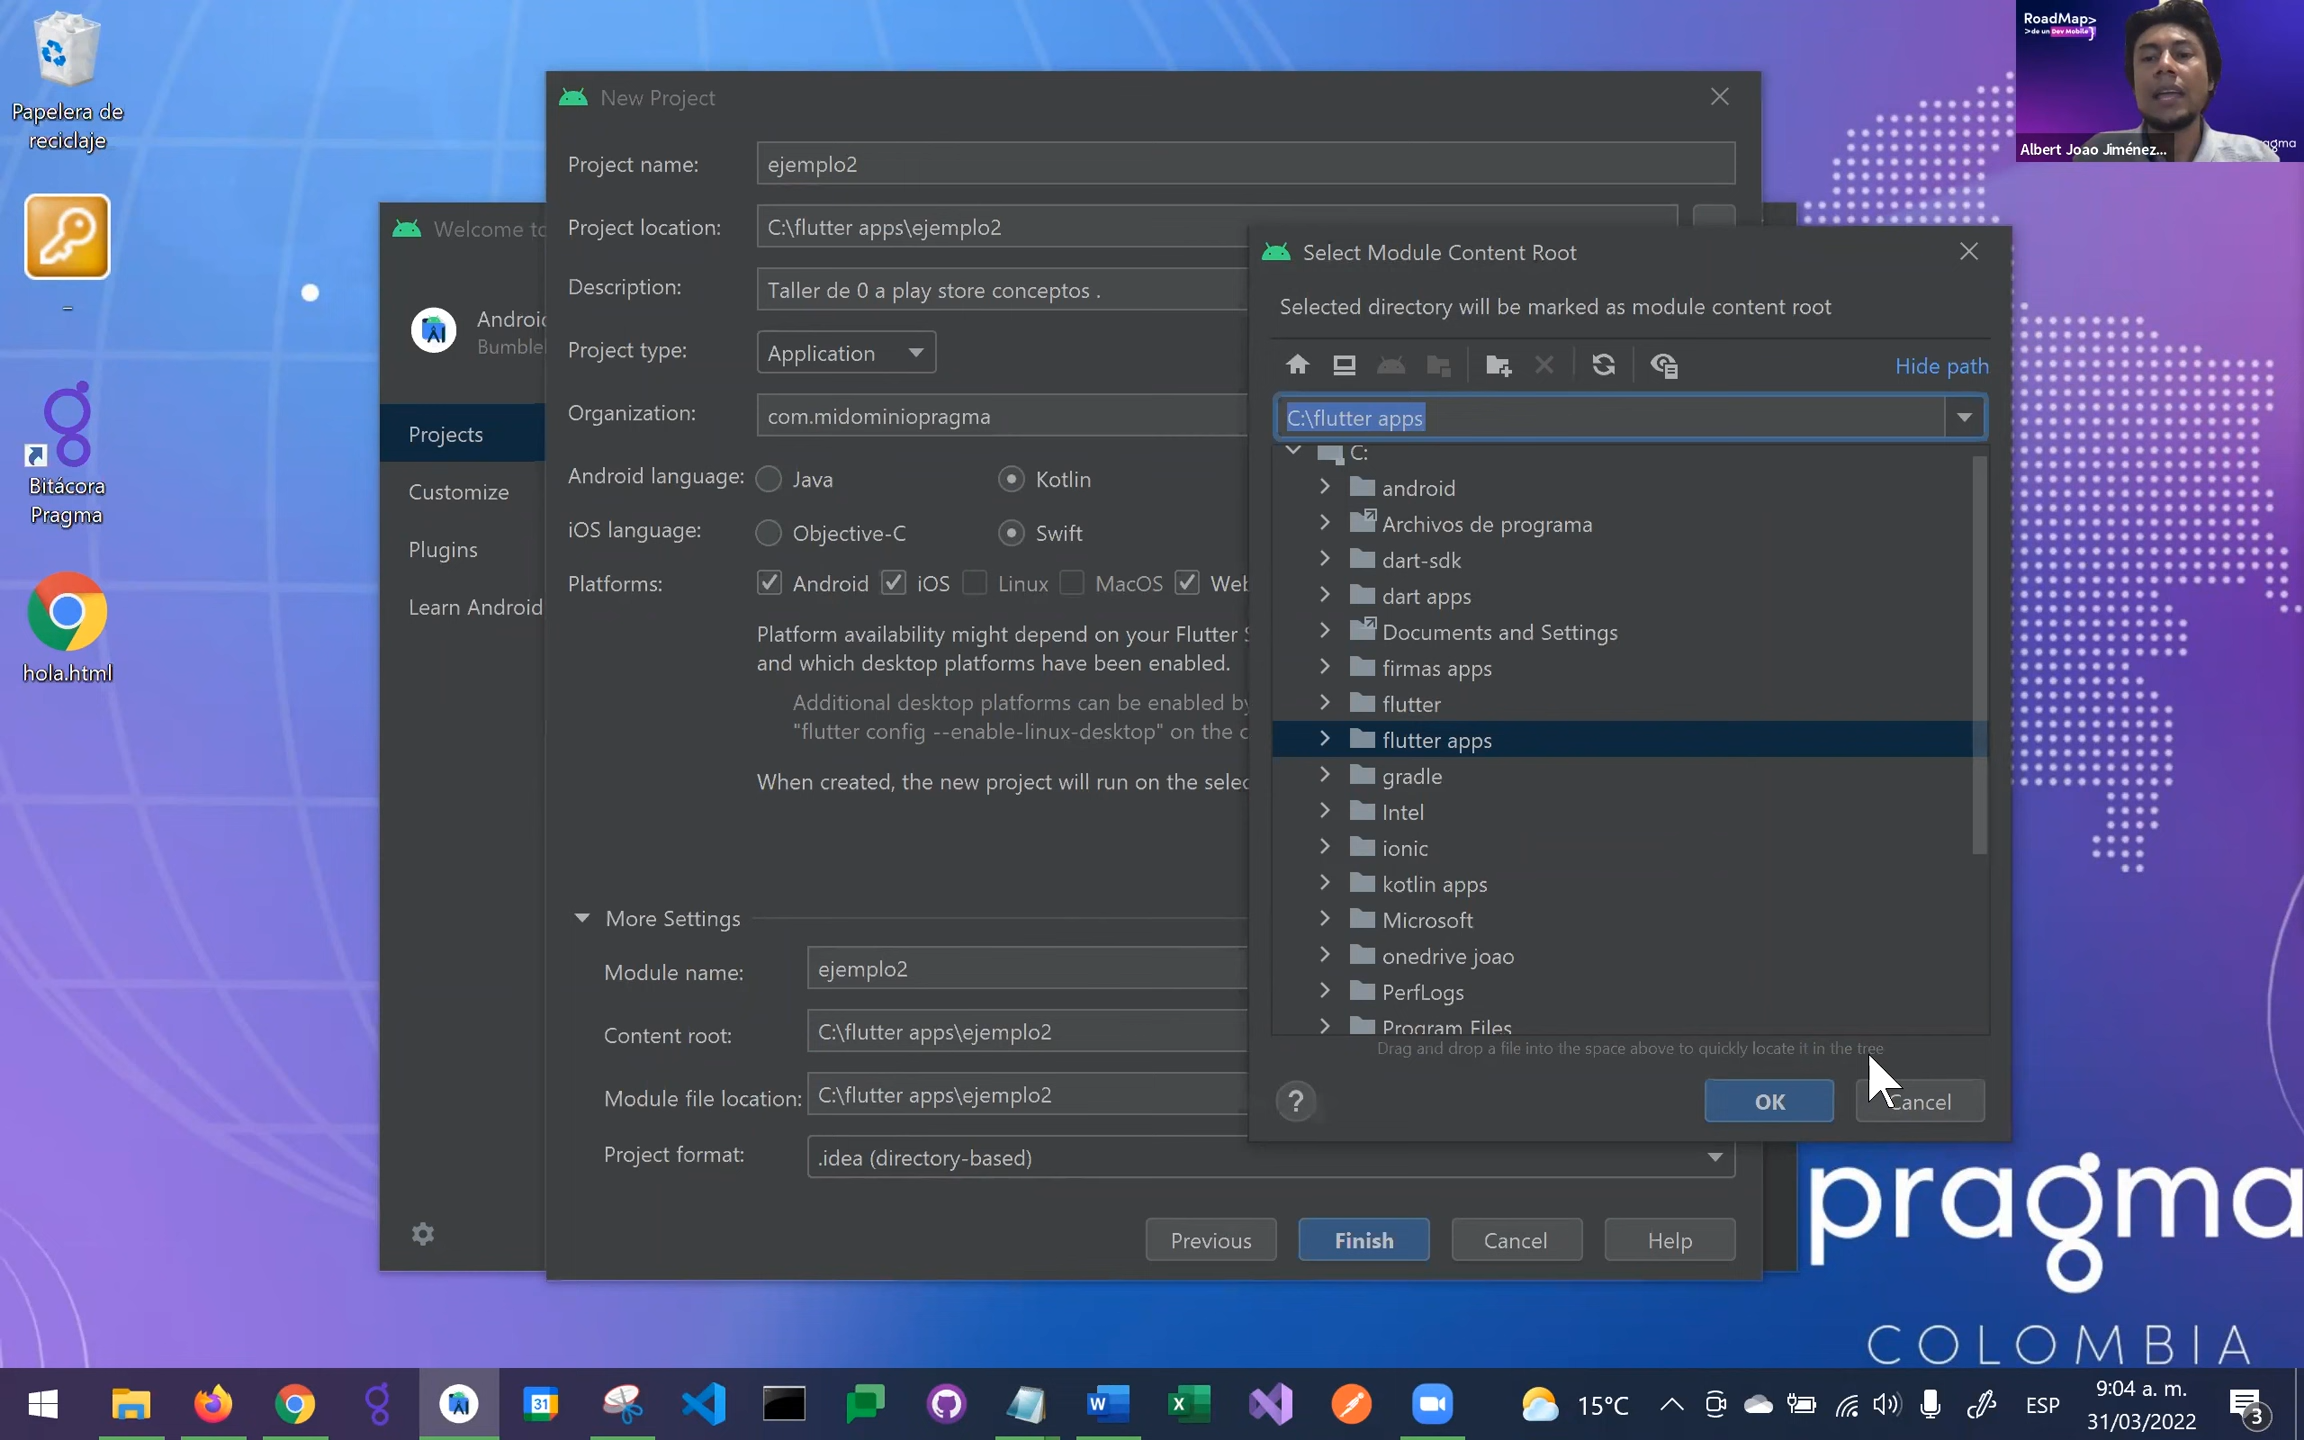 Papelera de
reciclaje
-
Bitácora
Pragma
hola.html
RoadMap>
>de un Dev Mobile}
Albert Joao Jiménez...
New Project
Project name:
ejemplo2
Project location:
C:\flutter apps\ejemplo2
Description:
Taller de 0 a play store conceptos .
Project type:
Application
Organization:
com.midominiopragma
Android language:
Java
Kotlin
iOS language:
Objective-C
Swift
Platforms:
Android
iOS
Linux
MacOS
Web
Platform availability might depend on your Flutter
and which desktop platforms have been enabled.
Additional desktop platforms can be enabled by
"flutter config --enable-linux-desktop" on the
When created, the new project will run on the
More Settings
Module name:
ejemplo2
Content root:
C:\flutter apps\ejemplo2
Module file location:
C:\flutter apps\ejemplo2
Project format:
.idea (directory-based)
Previous
Finish
Cancel
Help
Welcome to
Projects
Customize
Plugins
Learn Android
Select Module Content Root
Selected directory will be marked as module content root
Hide path
C:\flutter apps
C:
android
Archivos de programa
dart-sdk
dart apps
Documents and Settings
firmas apps
flutter
flutter apps
gradle
Intel
ionic
kotlin apps
Microsoft
onedrive joao
PerfLogs
Program Files
Drag and drop a file into the space above to quickly locate it in the tree
?
OK
Cancel
pragma
COLOMBIA
31
15°C
ESP
9:04 a. m.
31/03/2022
3